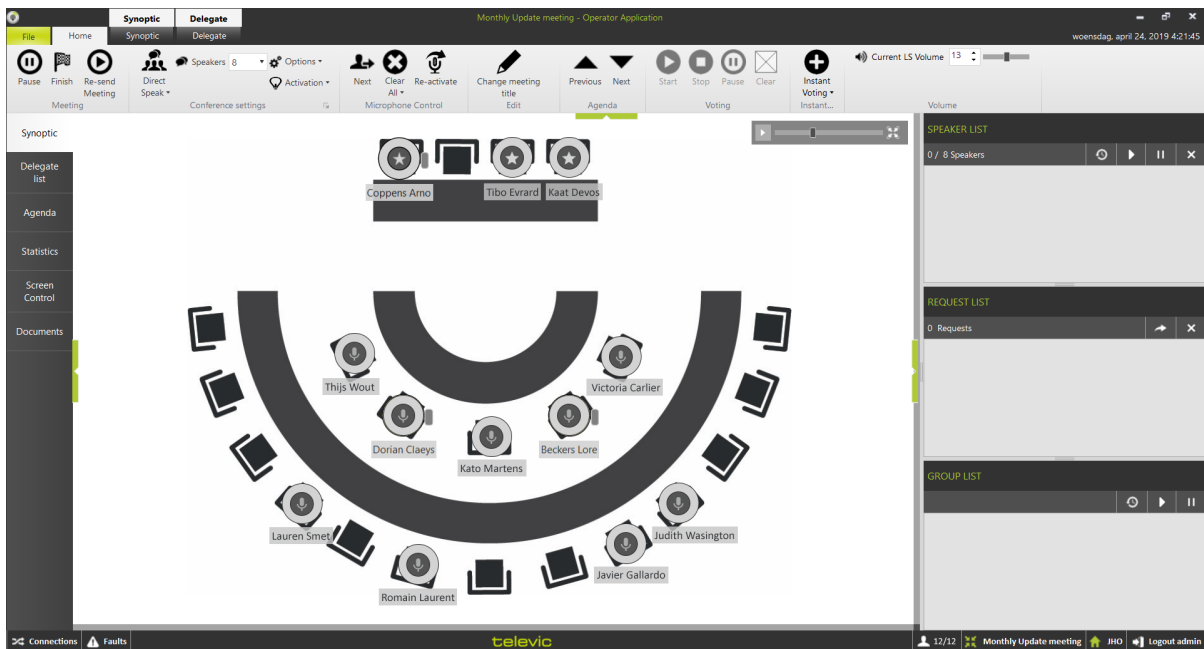 Synoptic Delegate
Monthly Update meeting - Operator Application
File Home Synoptic Delegate
woensdag, april 24, 2019 4:21:45
Pause Finish Re-send Meeting
Meeting
Direct Speak
Speakers 8
Options
Activation
Conference settings
Next Clear All Re-activate
Microphone Control
Change meeting title
Edit
Previous Next
Agenda
Start Stop Pause Clear
Voting
Instant Voting
Instant...
Current LS Volume 13
Volume
Synoptic
Delegate list
Agenda
Statistics
Screen Control
Documents
Coppens Arno
Tibo Evrard
Kaat Devos
Thijs Wout
Victoria Carlier
Dorian Claeys
Beckers Lore
Kato Martens
Lauren Smet
Judith Wasington
Javier Gallardo
Romain Laurent
SPEAKER LIST
0 / 8 Speakers
REQUEST LIST
0 Requests
GROUP LIST
Connections Faults
televic
12/12 Monthly Update meeting JHO Logout admin